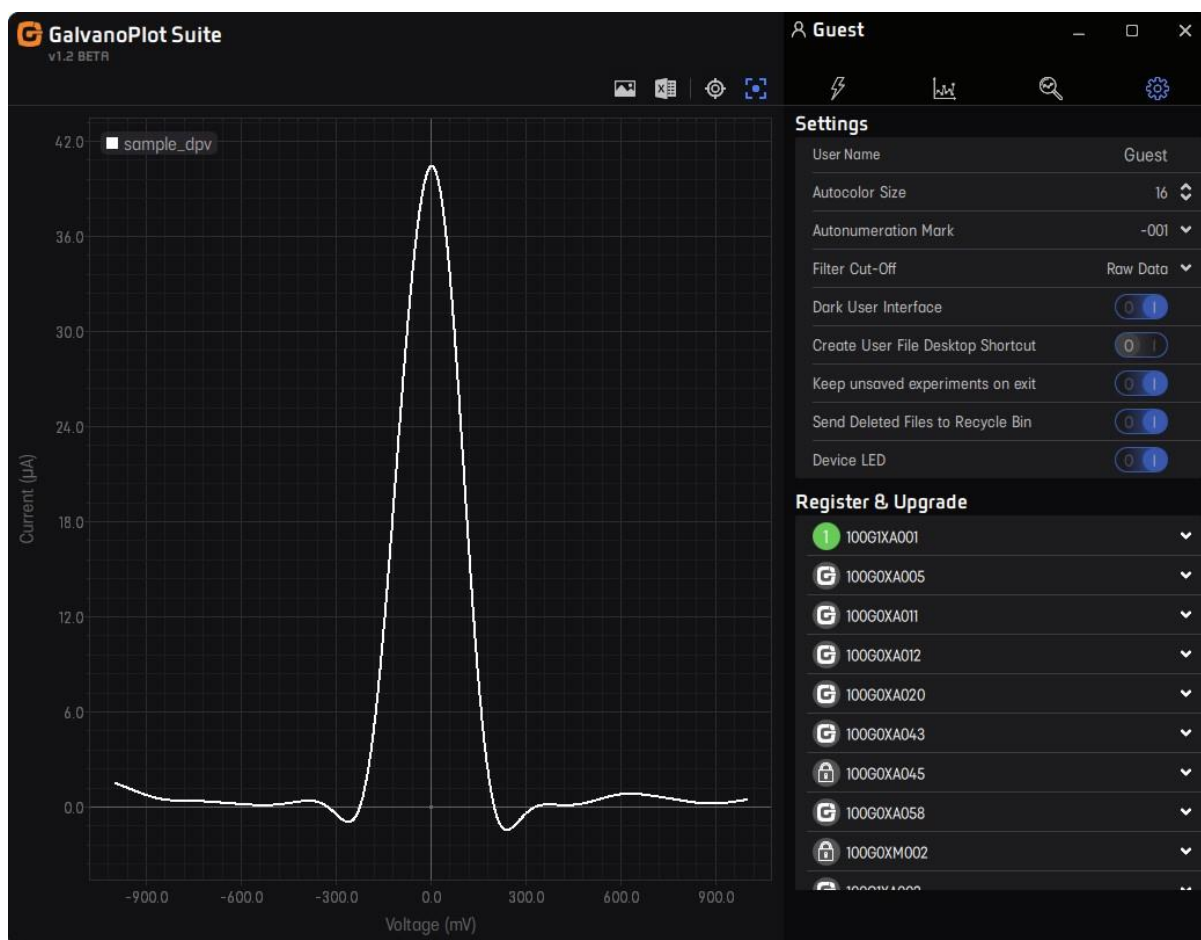 GalvanoPlot Suite
v1.2 BETA
Guest
sample_dpv
42.0
36.0
30.0
24.0
18.0
12.0
6.0
0.0
Current (µA)
-900.0 -600.0 -300.0 0.0 300.0 600.0 900.0
Voltage (mV)
Settings
User Name Guest
Autocolor Size 16
Autonumeration Mark -001
Filter Cut-Off Raw Data
Dark User Interface
Create User File Desktop Shortcut
Keep unsaved experiments on exit
Send Deleted Files to Recycle Bin
Device LED
Register & Upgrade
1 100G1XA001
100G0XA005
100G0XA011
100G0XA012
100G0XA020
100G0XA043
100G0XA045
100G0XA058
100G0XM002